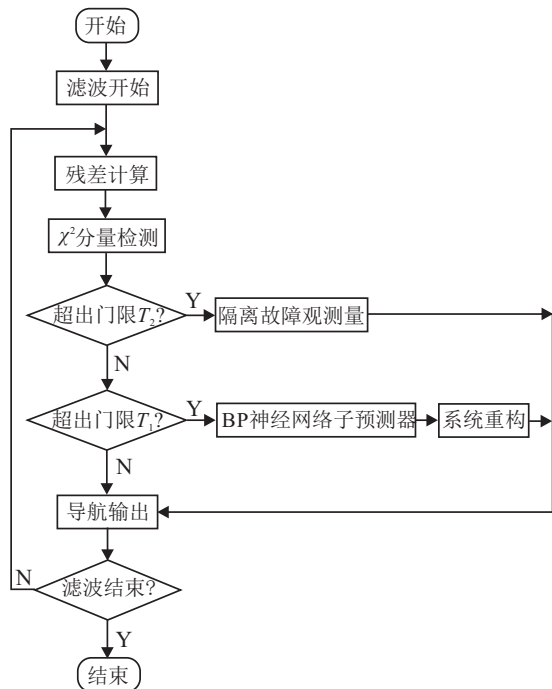 开始
滤波开始
残差计算
χ²分量检测
超出门限T₂?
Y
隔离故障观测量
N
超出门限T₁?
Y
BP神经网络子预测器
系统重构
N
导航输出
滤波结束?
N
Y
结束